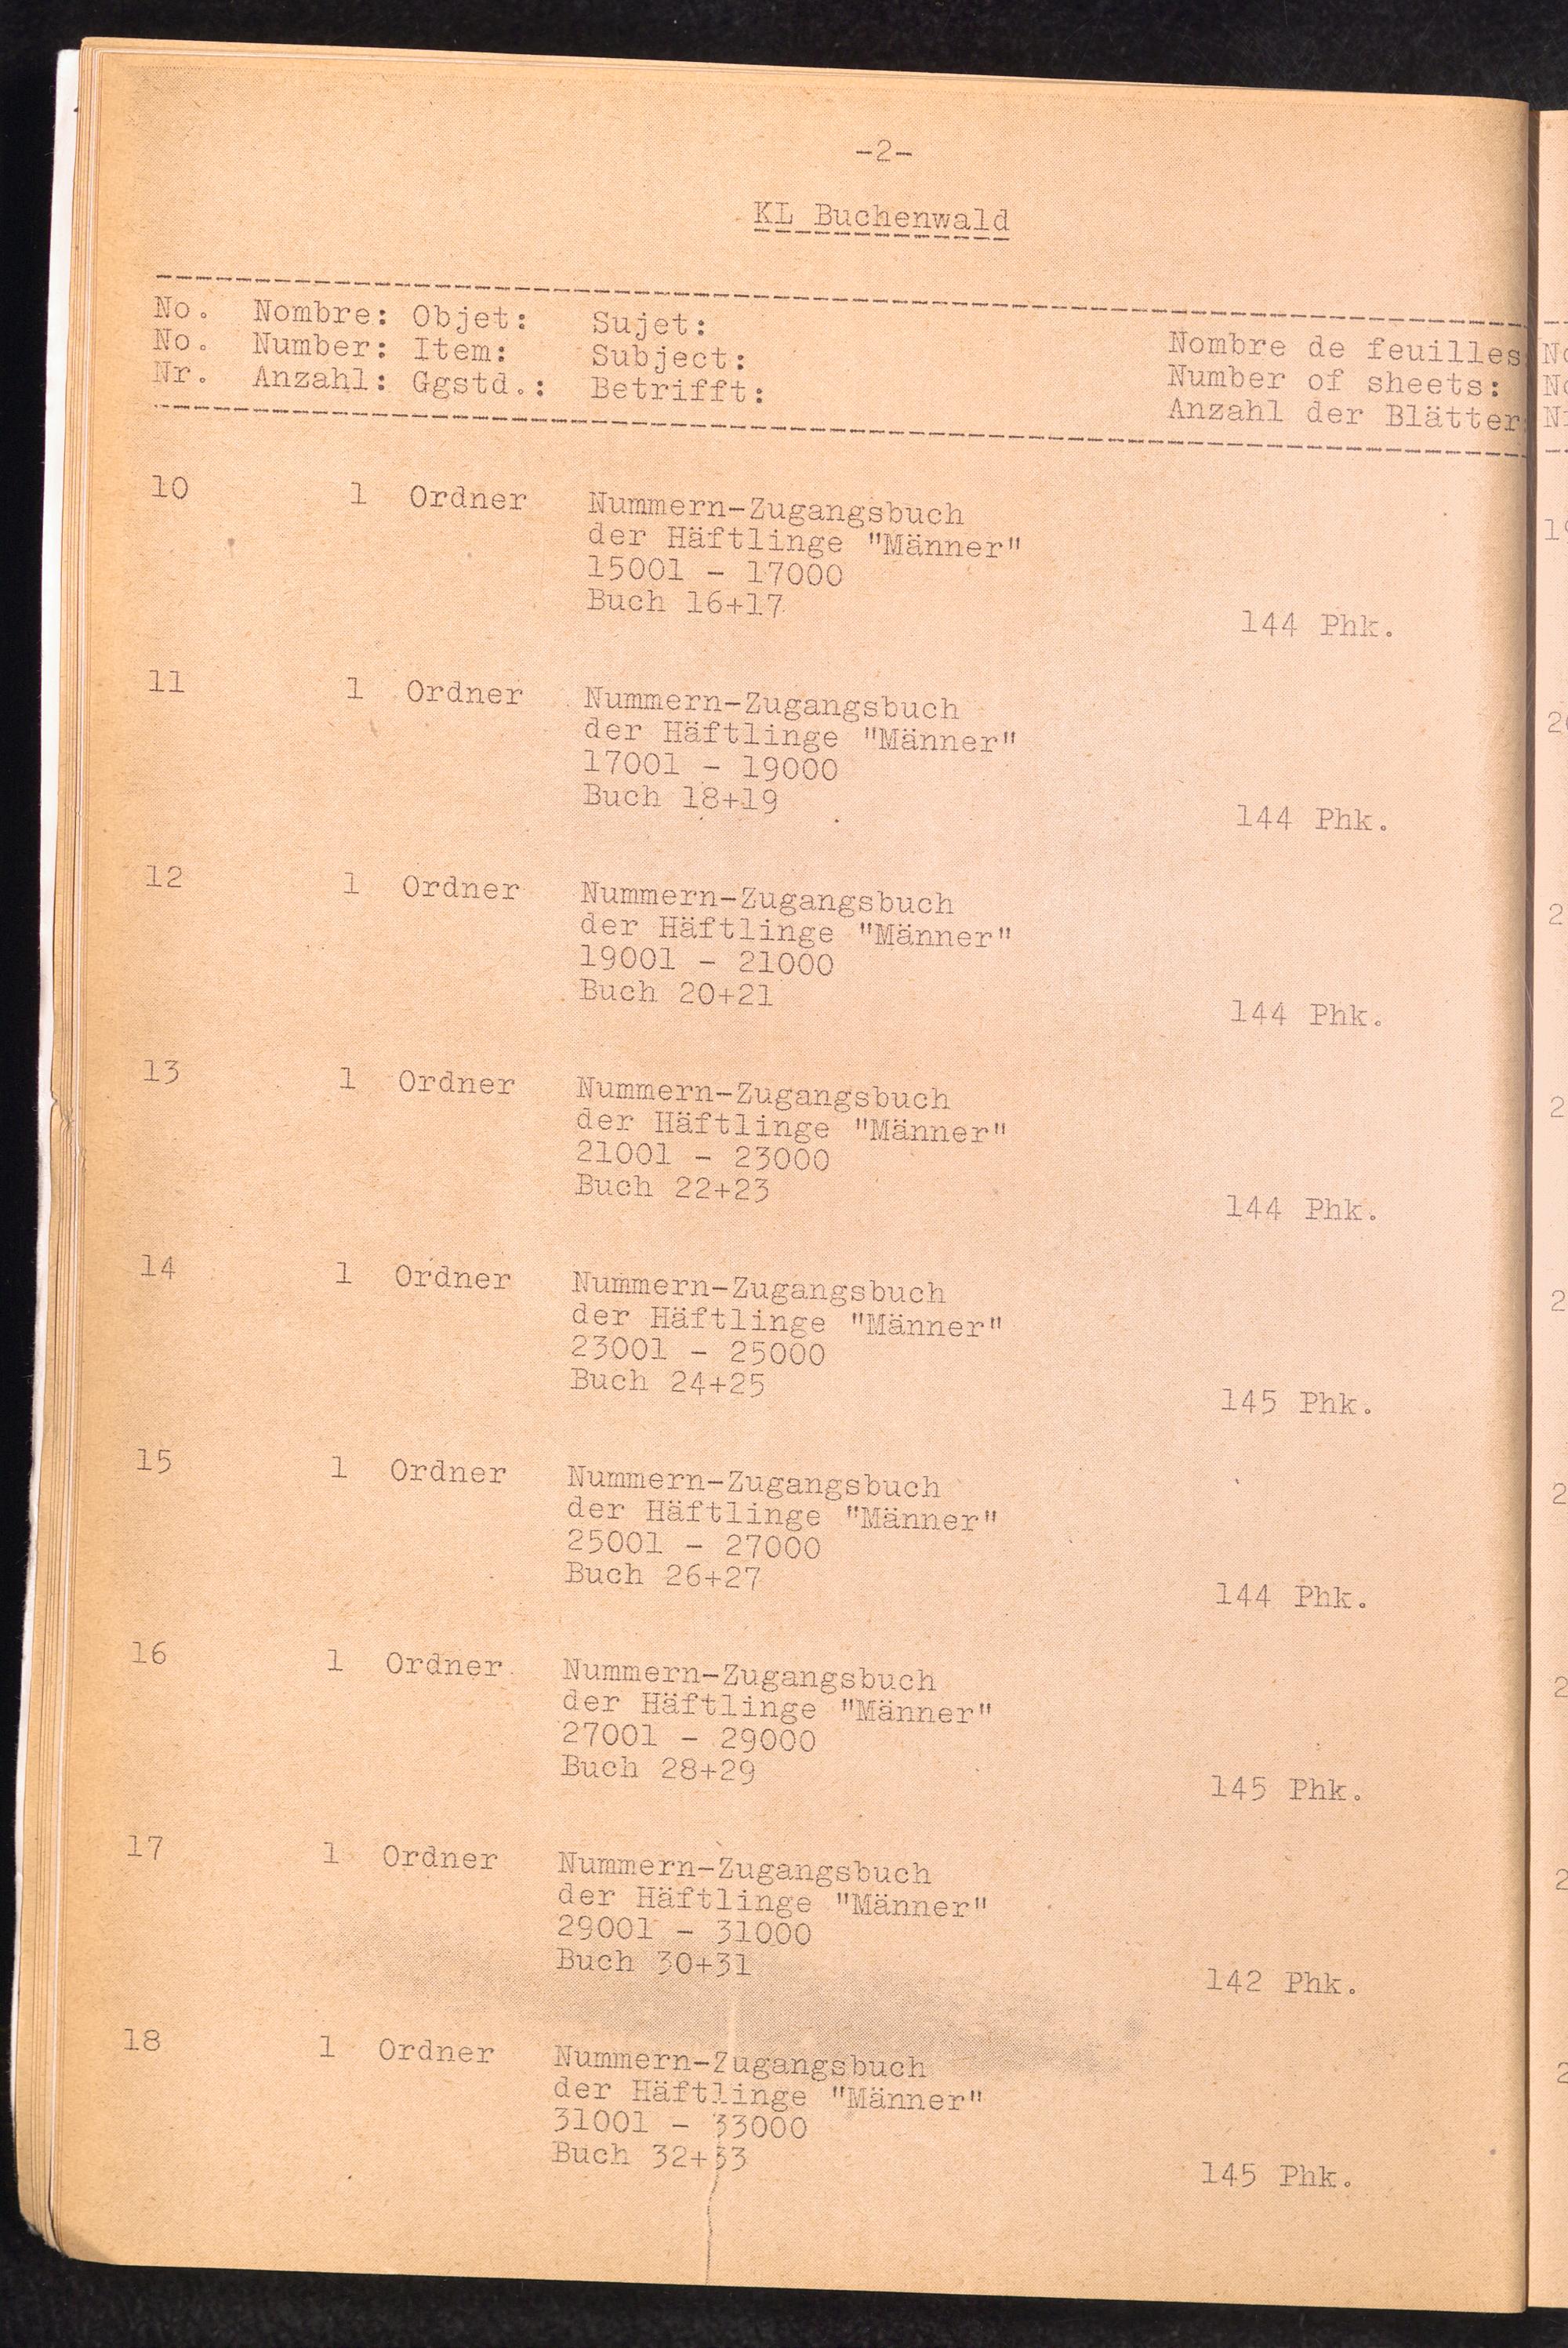 -2-
KL Buchenwald
No. Nombre: Objet: Sujet: Nombre de feuilles
No. Number: Item: Subject: Number of sheets:
Nr. Anzahl: Ggstd.: Betrifft: Anzahl der Blätter
10 1 Ordner Nummern-Zugangsbuch
der Häftlinge "Männer"
15001 - 17000
Buch 16+17 144 Phk.
11 1 Ordner Nummern-Zugangsbuch
der Häftlinge "Männer"
17001 - 19000
Buch 18+19 144 Phk.
12 1 Ordner Nummern-Zugangsbuch
der Häftlinge "Männer"
19001 - 21000
Buch 20+21 144 Phk.
13 1 Ordner Nummern-Zugangsbuch
der Häftlinge "Männer"
21001 - 23000
Buch 22+23 144 Phk.
14 1 Ordner Nummern-Zugangsbuch
der Häftlinge "Männer"
23001 - 25000
Buch 24+25 145 Phk.
15 1 Ordner Nummern-Zugangsbuch
der Häftlinge "Männer"
25001 - 27000
Buch 26+27 144 Phk.
16 1 Ordner Nummern-Zugangsbuch
der Häftlinge "Männer"
27001 - 29000
Buch 28+29 145 Phk.
17 1 Ordner Nummern-Zugangsbuch
der Häftlinge "Männer"
29001 - 31000
Buch 30+31 142 Phk.
18 1 Ordner Nummern-Zugangsbuch
der Häftlinge "Männer"
31001 - 33000
Buch 32+33 145 Phk.